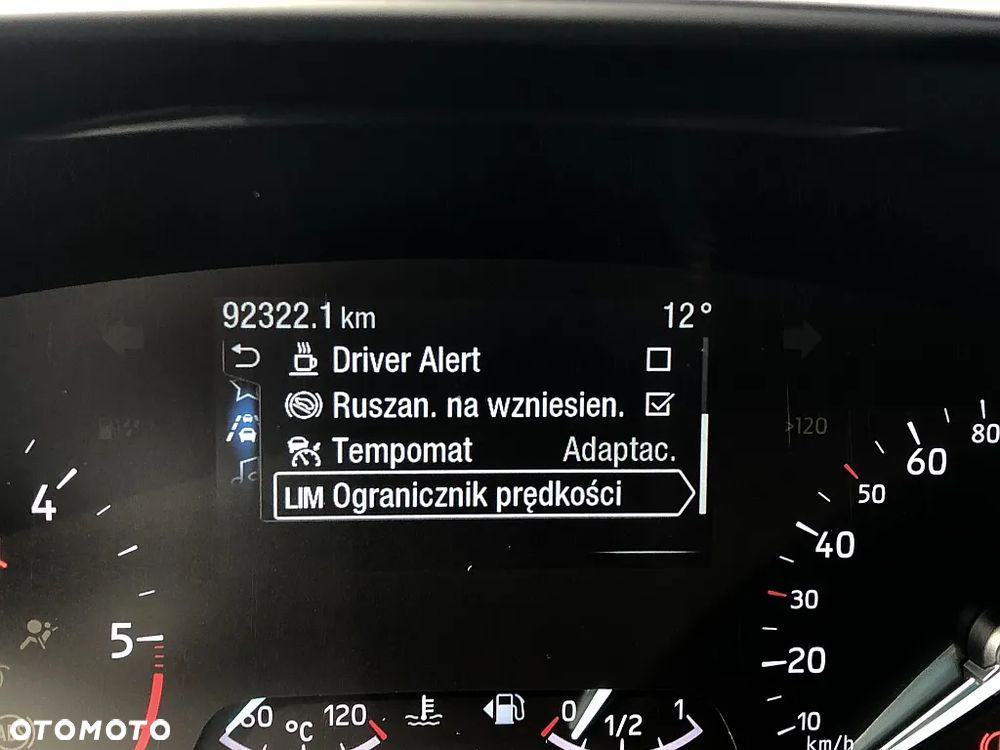 92322.1 km 12°
Driver Alert
Ruszan. na wzniesien.
Tempomat Adaptac.
LIM Ogranicznik prędkości
>120
80
60
50
4
40
30
5
20
60 °C 120
0 1/2 1
10
km/h
OTOMOTO